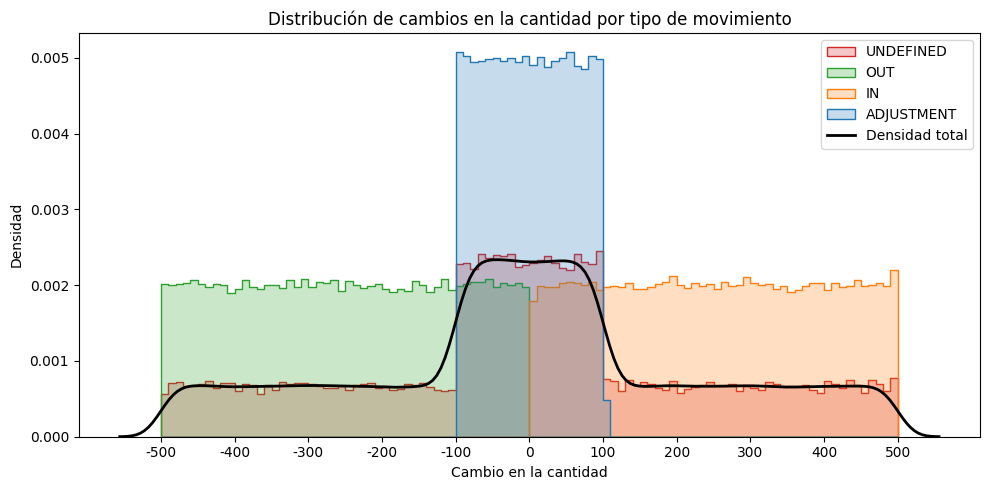 Distribución de cambios en la cantidad por tipo de movimiento
UNDEFINED
OUT
IN
ADJUSTMENT
Densidad total
Densidad
0.005
0.004
0.003
0.002
0.001
0.000
-500 -400 -300 -200 -100 0 100 200 300 400 500
Cambio en la cantidad